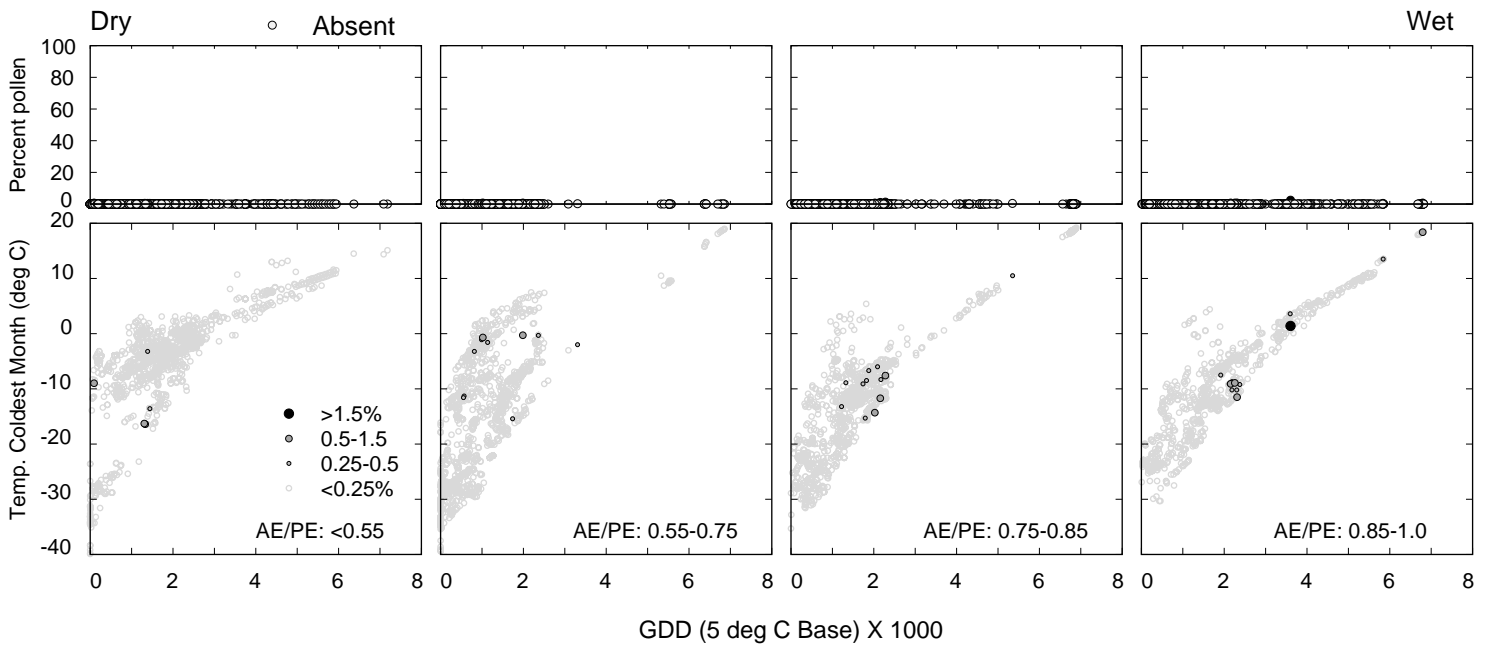 Dry
Absent
Wet
Percent pollen
100
80
60
40
20
0
Temp. Coldest Month (deg C)
20
10
0
-10
-20
-30
-40
>1.5%
0.5-1.5
0.25-0.5
<0.25%
AE/PE: <0.55
AE/PE: 0.55-0.75
AE/PE: 0.75-0.85
AE/PE: 0.85-1.0
0 2 4 6 8 0 2 4 6 8 0 2 4 6 8 0 2 4 6 8
GDD (5 deg C Base) X 1000